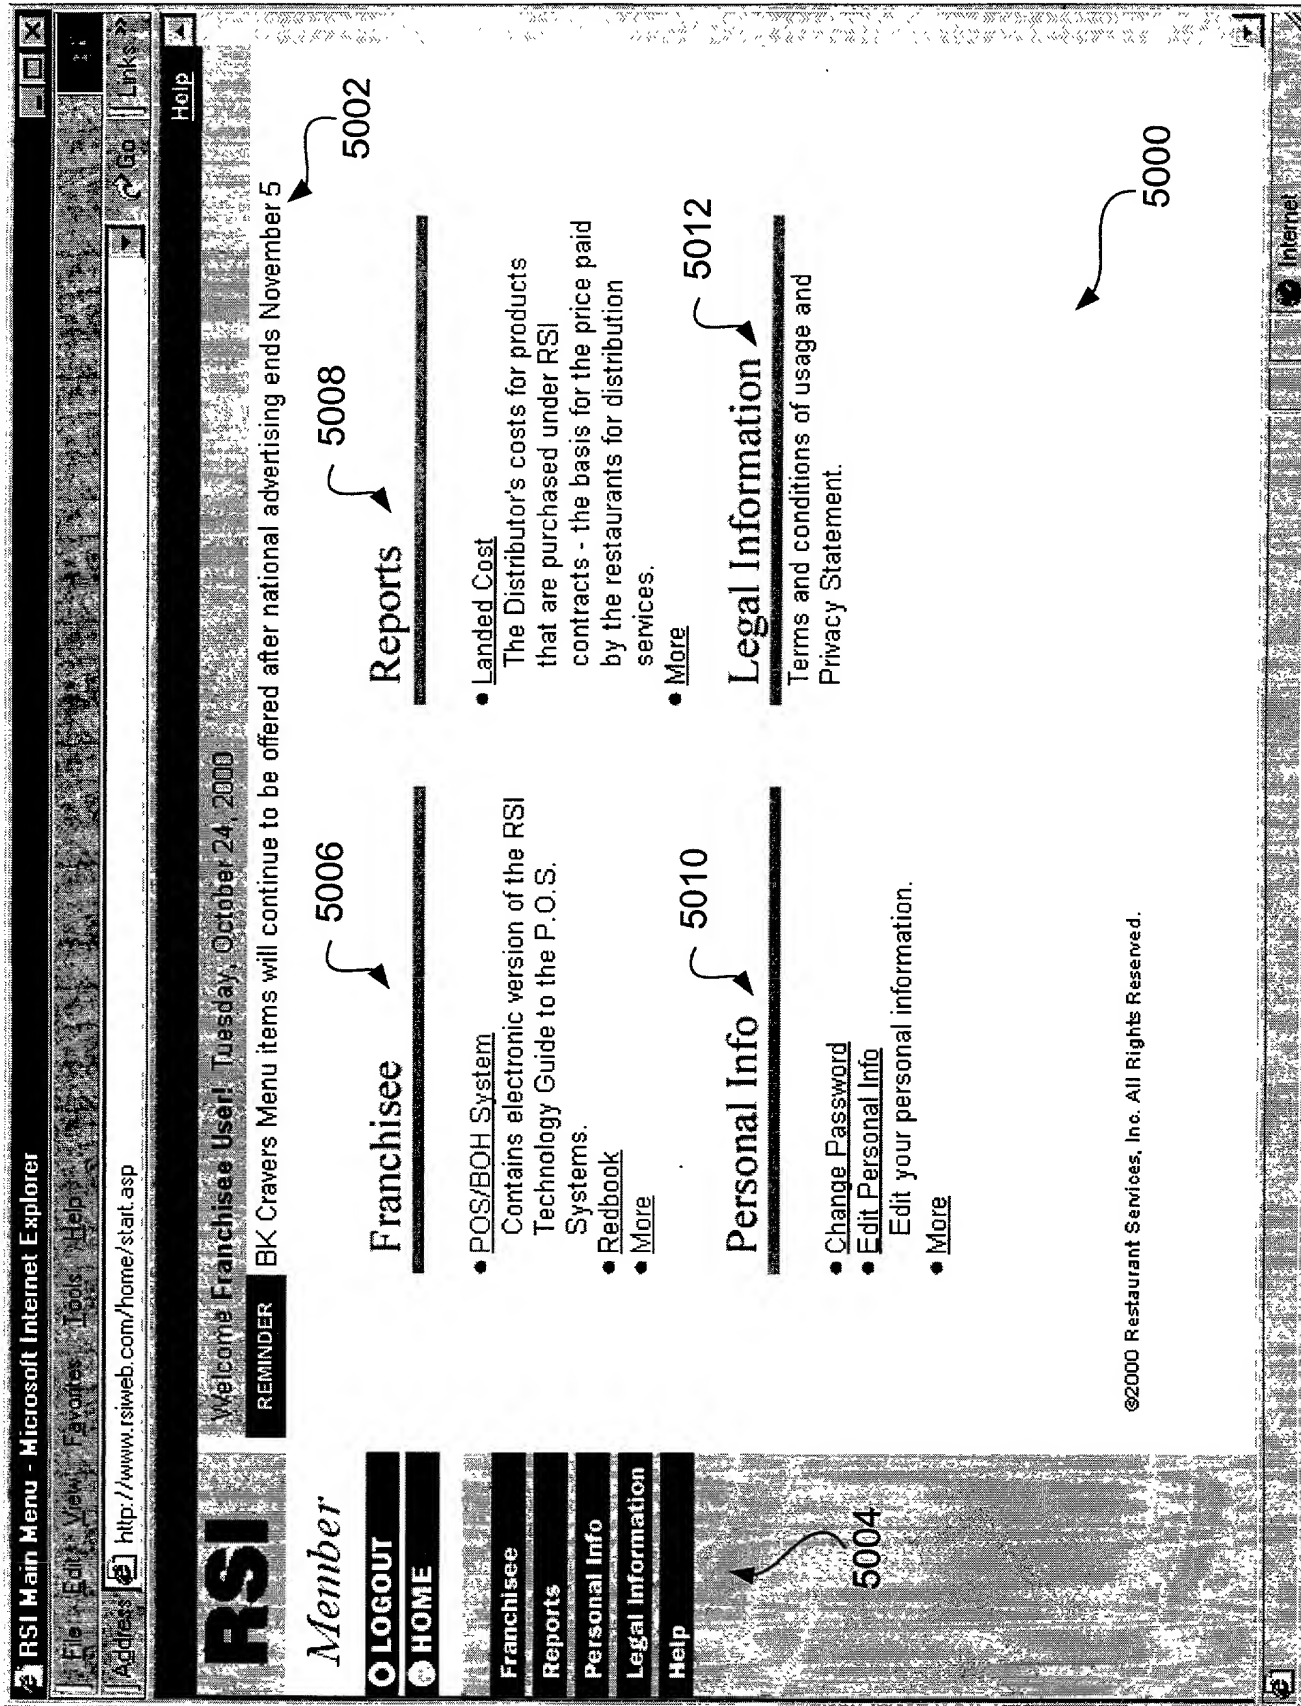 RSI Main Menu - Microsoft Internet Explorer
File Edit View Favorites Tools Help
Address http://www.rsiweb.com/home/start.asp Go Links »
Help
RSI
Welcome Franchisee User! Tuesday, October 24, 2000
REMINDER BK Cravers Menu items will continue to be offered after national advertising ends November 5
5002
Member
LOGOUT
HOME
Franchisee
Reports
Personal Info
Legal Information
Help
5004
Franchisee
5006
• POS/BOH System
Contains electronic version of the RSI
Technology Guide to the P.O.S.
Systems.
• Redbook
• More
Reports
5008
• Landed Cost
The Distributor's costs for products
that are purchased under RSI
contracts - the basis for the price paid
by the restaurants for distribution
services.
• More
Personal Info
5010
• Change Password
• Edit Personal Info
Edit your personal information.
• More
Legal Information
5012
Terms and conditions of usage and
Privacy Statement.
5000
©2000 Restaurant Services, Inc. All Rights Reserved.
Internet